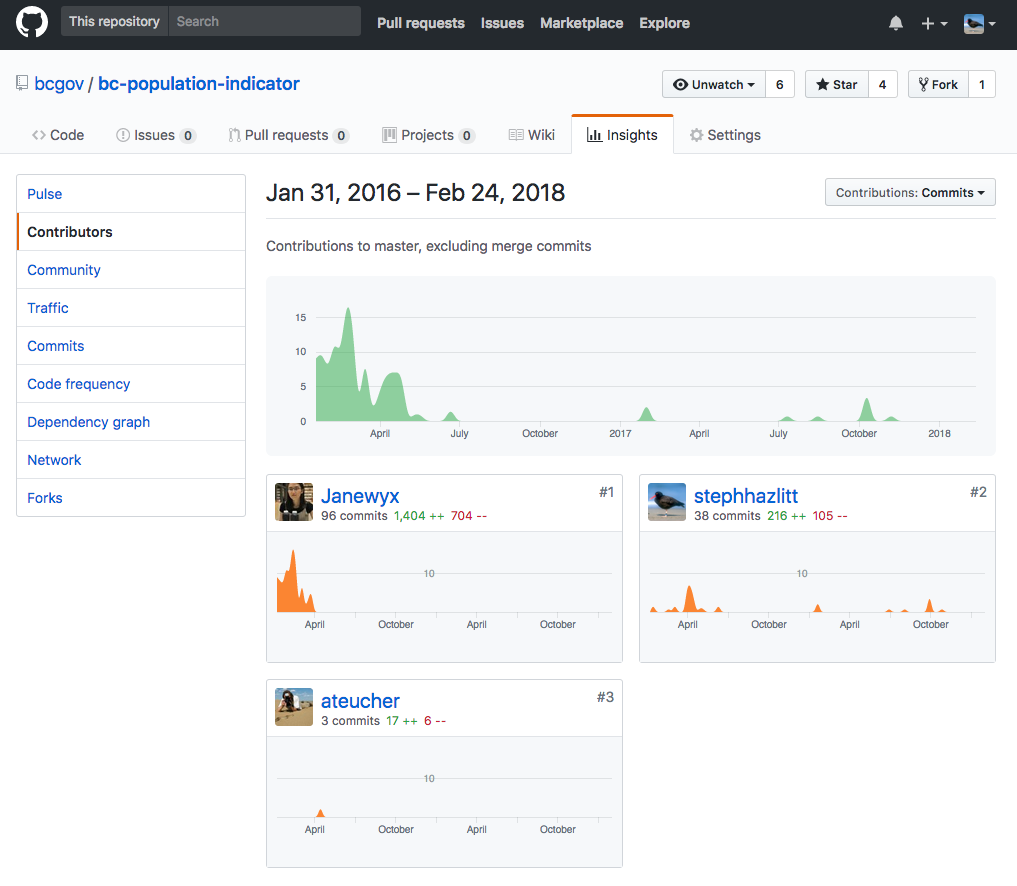 This repository Search Pull requests Issues Marketplace Explore
bcgov / bc-population-indicator Unwatch 6 Star 4 Fork 1
Code Issues 0 Pull requests 0 Projects 0 Wiki Insights Settings
Pulse
Contributors
Community
Traffic
Commits
Code frequency
Dependency graph
Network
Forks
Jan 31, 2016 – Feb 24, 2018 Contributions: Commits
Contributions to master, excluding merge commits
15
10
5
0
April July October 2017 April July October 2018
Janewyx #1
96 commits 1,404 ++ 704 --
10
April October April October
stephhazlitt #2
38 commits 216 ++ 105 --
10
April October April October
ateucher #3
3 commits 17 ++ 6 --
10
April October April October